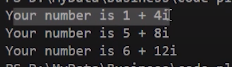 Your number is 1 + 4i
Your number is 5 + 8i
Your number is 6 + 12i